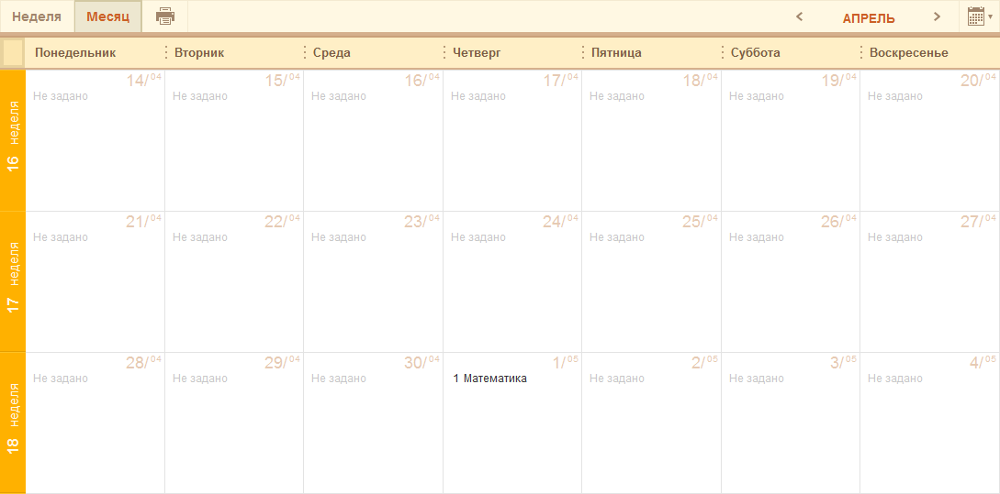 Неделя Месяц АПРЕЛЬ
Понедельник Вторник Среда Четверг Пятница Суббота Воскресенье
16 неделя
14/04 15/04 16/04 17/04 18/04 19/04 20/04
Не задано Не задано Не задано Не задано Не задано Не задано Не задано
17 неделя
21/04 22/04 23/04 24/04 25/04 26/04 27/04
Не задано Не задано Не задано Не задано Не задано Не задано Не задано
18 неделя
28/04 29/04 30/04 1/05 2/05 3/05 4/05
Не задано Не задано Не задано 1 Математика Не задано Не задано Не задано